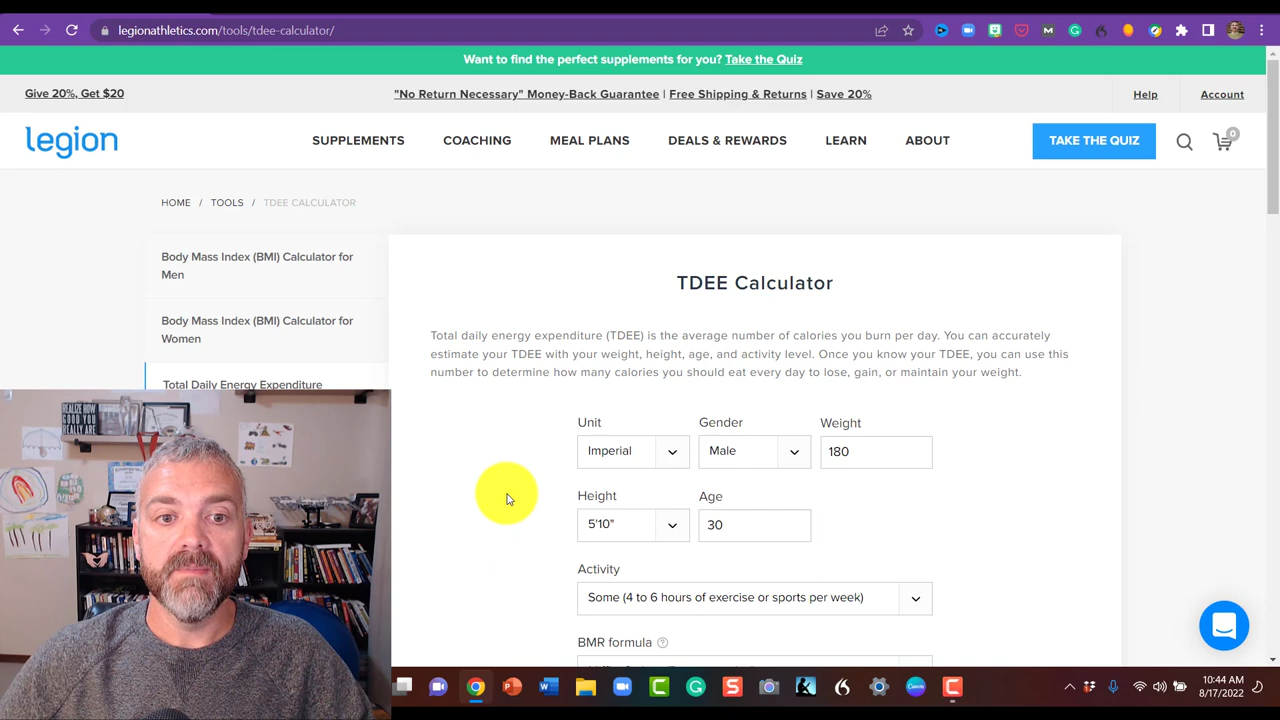 legionathletics.com/tools/tdee-calculator/
Want to find the perfect supplements for you? Take the Quiz
Give 20%, Get $20
"No Return Necessary" Money-Back Guarantee | Free Shipping & Returns | Save 20%
Help
Account
legion
SUPPLEMENTS
COACHING
MEAL PLANS
DEALS & REWARDS
LEARN
ABOUT
TAKE THE QUIZ
0
HOME / TOOLS / TDEE CALCULATOR
Body Mass Index (BMI) Calculator for
Men
Body Mass Index (BMI) Calculator for
Women
Total Daily Energy Expenditure
TDEE Calculator
Total daily energy expenditure (TDEE) is the average number of calories you burn per day. You can accurately
estimate your TDEE with your weight, height, age, and activity level. Once you know your TDEE, you can use this
number to determine how many calories you should eat every day to lose, gain, or maintain your weight.
Unit
Gender
Weight
Imperial
Male
180
Height
Age
5'10"
30
Activity
Some (4 to 6 hours of exercise or sports per week)
BMR formula
REALIZE HOW
GOOD YOU
REALLY ARE
10:44 AM
8/17/2022